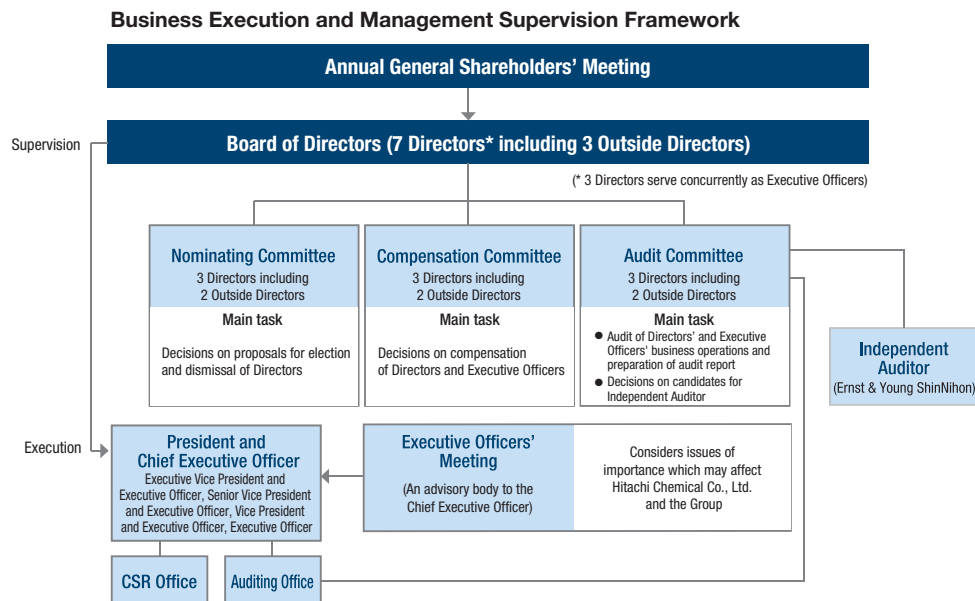 Business Execution and Management Supervision Framework
Annual General Shareholders’ Meeting
Supervision
Board of Directors (7 Directors* including 3 Outside Directors)
(* 3 Directors serve concurrently as Executive Officers)
Nominating Committee
3 Directors including
2 Outside Directors
Main task
Decisions on proposals for election
and dismissal of Directors
Compensation Committee
3 Directors including
2 Outside Directors
Main task
Decisions on compensation
of Directors and Executive Officers
Audit Committee
3 Directors including
2 Outside Directors
Main task
● Audit of Directors’ and Executive
Officers' business operations and
preparation of audit report
● Decisions on candidates for
Independent Auditor
Independent
Auditor
(Ernst & Young ShinNihon)
Execution
President and
Chief Executive Officer
Executive Vice President and
Executive Officer, Senior Vice President
and Executive Officer, Vice President
and Executive Officer, Executive Officer
Executive Officers’
Meeting
(An advisory body to the
Chief Executive Officer)
Considers issues of
importance which may affect
Hitachi Chemical Co., Ltd.
and the Group
CSR Office
Auditing Office